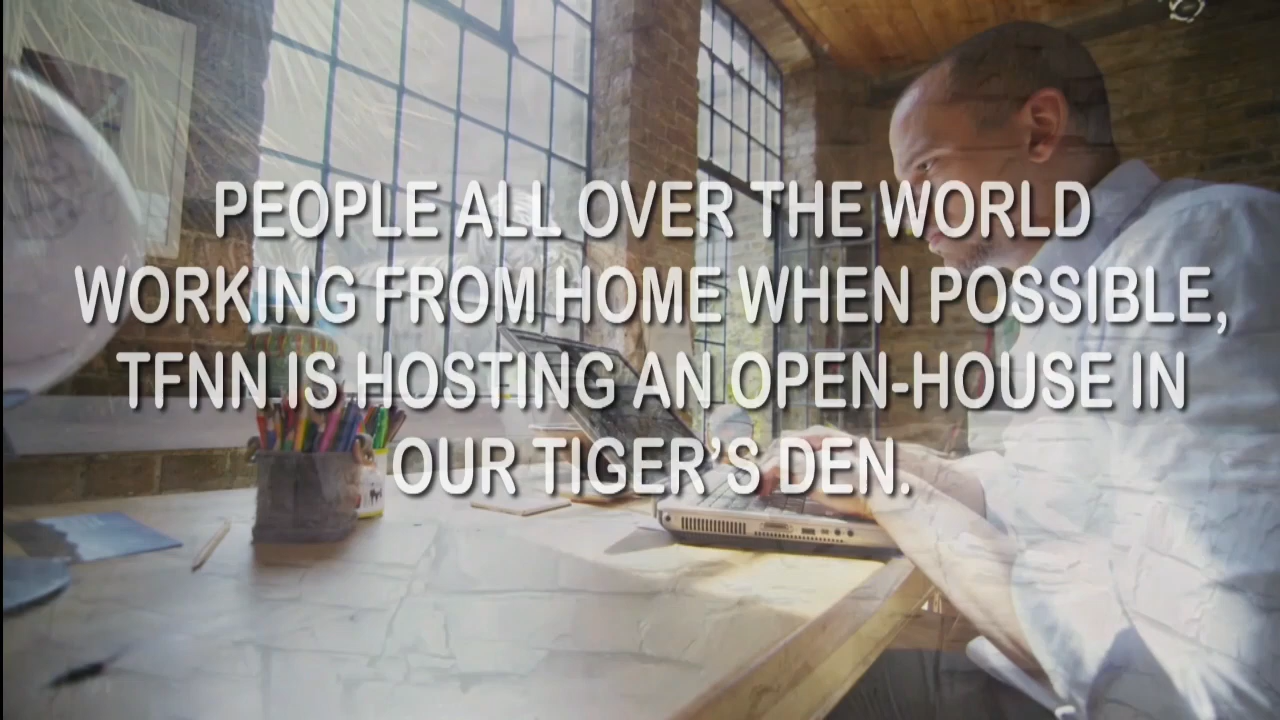 PEOPLE ALL OVER THE WORLD
WORKING FROM HOME WHEN POSSIBLE,
TFNN IS HOSTING AN OPEN-HOUSE IN
OUR TIGER’S DEN.